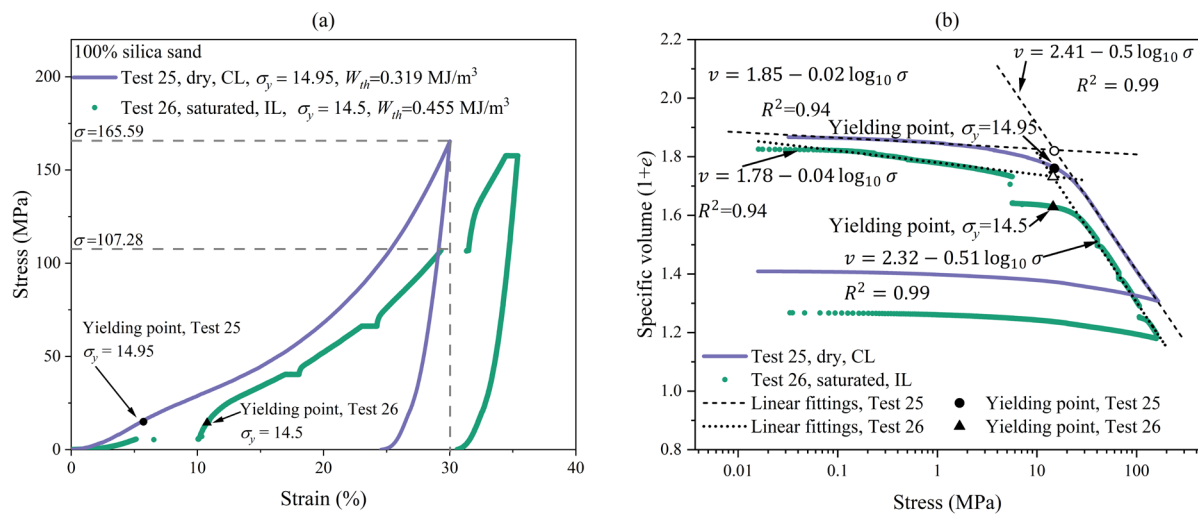 (a)
100% silica sand
Test 25, dry, CL, σy = 14.95, Wth=0.319 MJ/m³
Test 26, saturated, IL, σy = 14.5, Wth=0.455 MJ/m³
σ=165.59
σ=107.28
Yielding point, Test 25
σy = 14.95
Yielding point, Test 26
σy = 14.5
200
150
100
50
0
0
10
20
30
40
Stress (MPa)
Strain (%)
(b)
v = 2.41 − 0.5 log₁₀ σ
R² = 0.99
v = 1.85 − 0.02 log₁₀ σ
R²=0.94
Yielding point, σy=14.95
v = 1.78 − 0.04 log₁₀ σ
R²=0.94
Yielding point,
σy=14.5
v = 2.32 − 0.51 log₁₀ σ
R² = 0.99
Test 25, dry, CL
Test 26, saturated, IL
Linear fittings, Test 25
Yielding point, Test 25
Linear fittings, Test 26
Yielding point, Test 26
2.2
2.0
1.8
1.6
1.4
1.2
1.0
0.8
0.01
0.1
1
10
100
Specific volume (1+e)
Stress (MPa)